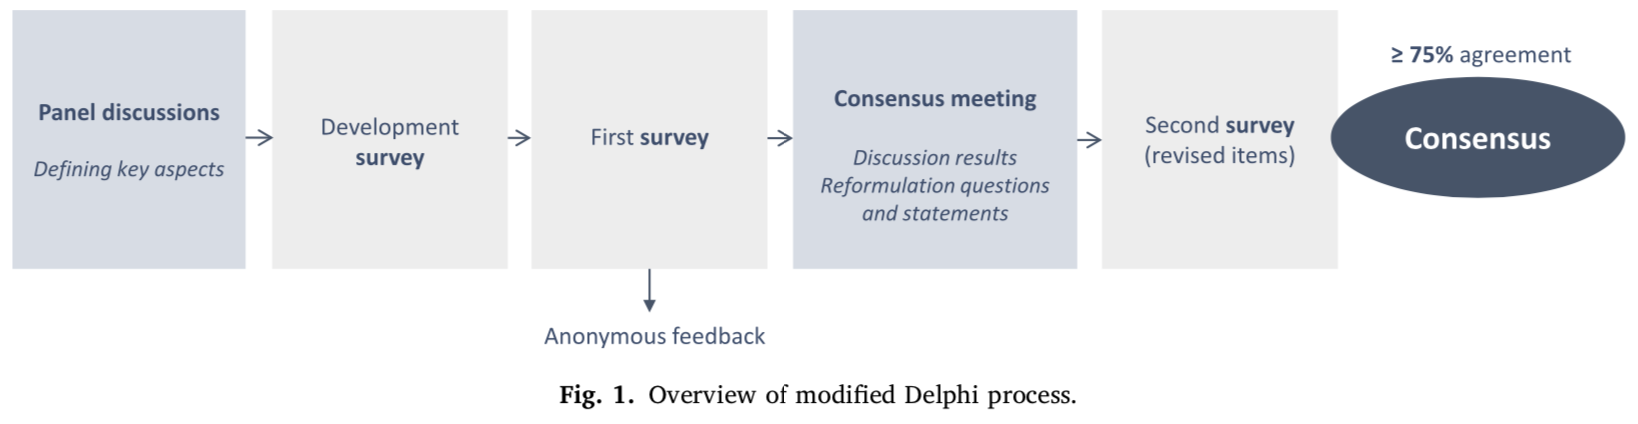 Panel discussions
Defining key aspects
Development
survey
First survey
Anonymous feedback
Consensus meeting
Discussion results
Reformulation questions
and statements
Second survey
(revised items)
≥ 75% agreement
Consensus
Fig. 1. Overview of modified Delphi process.